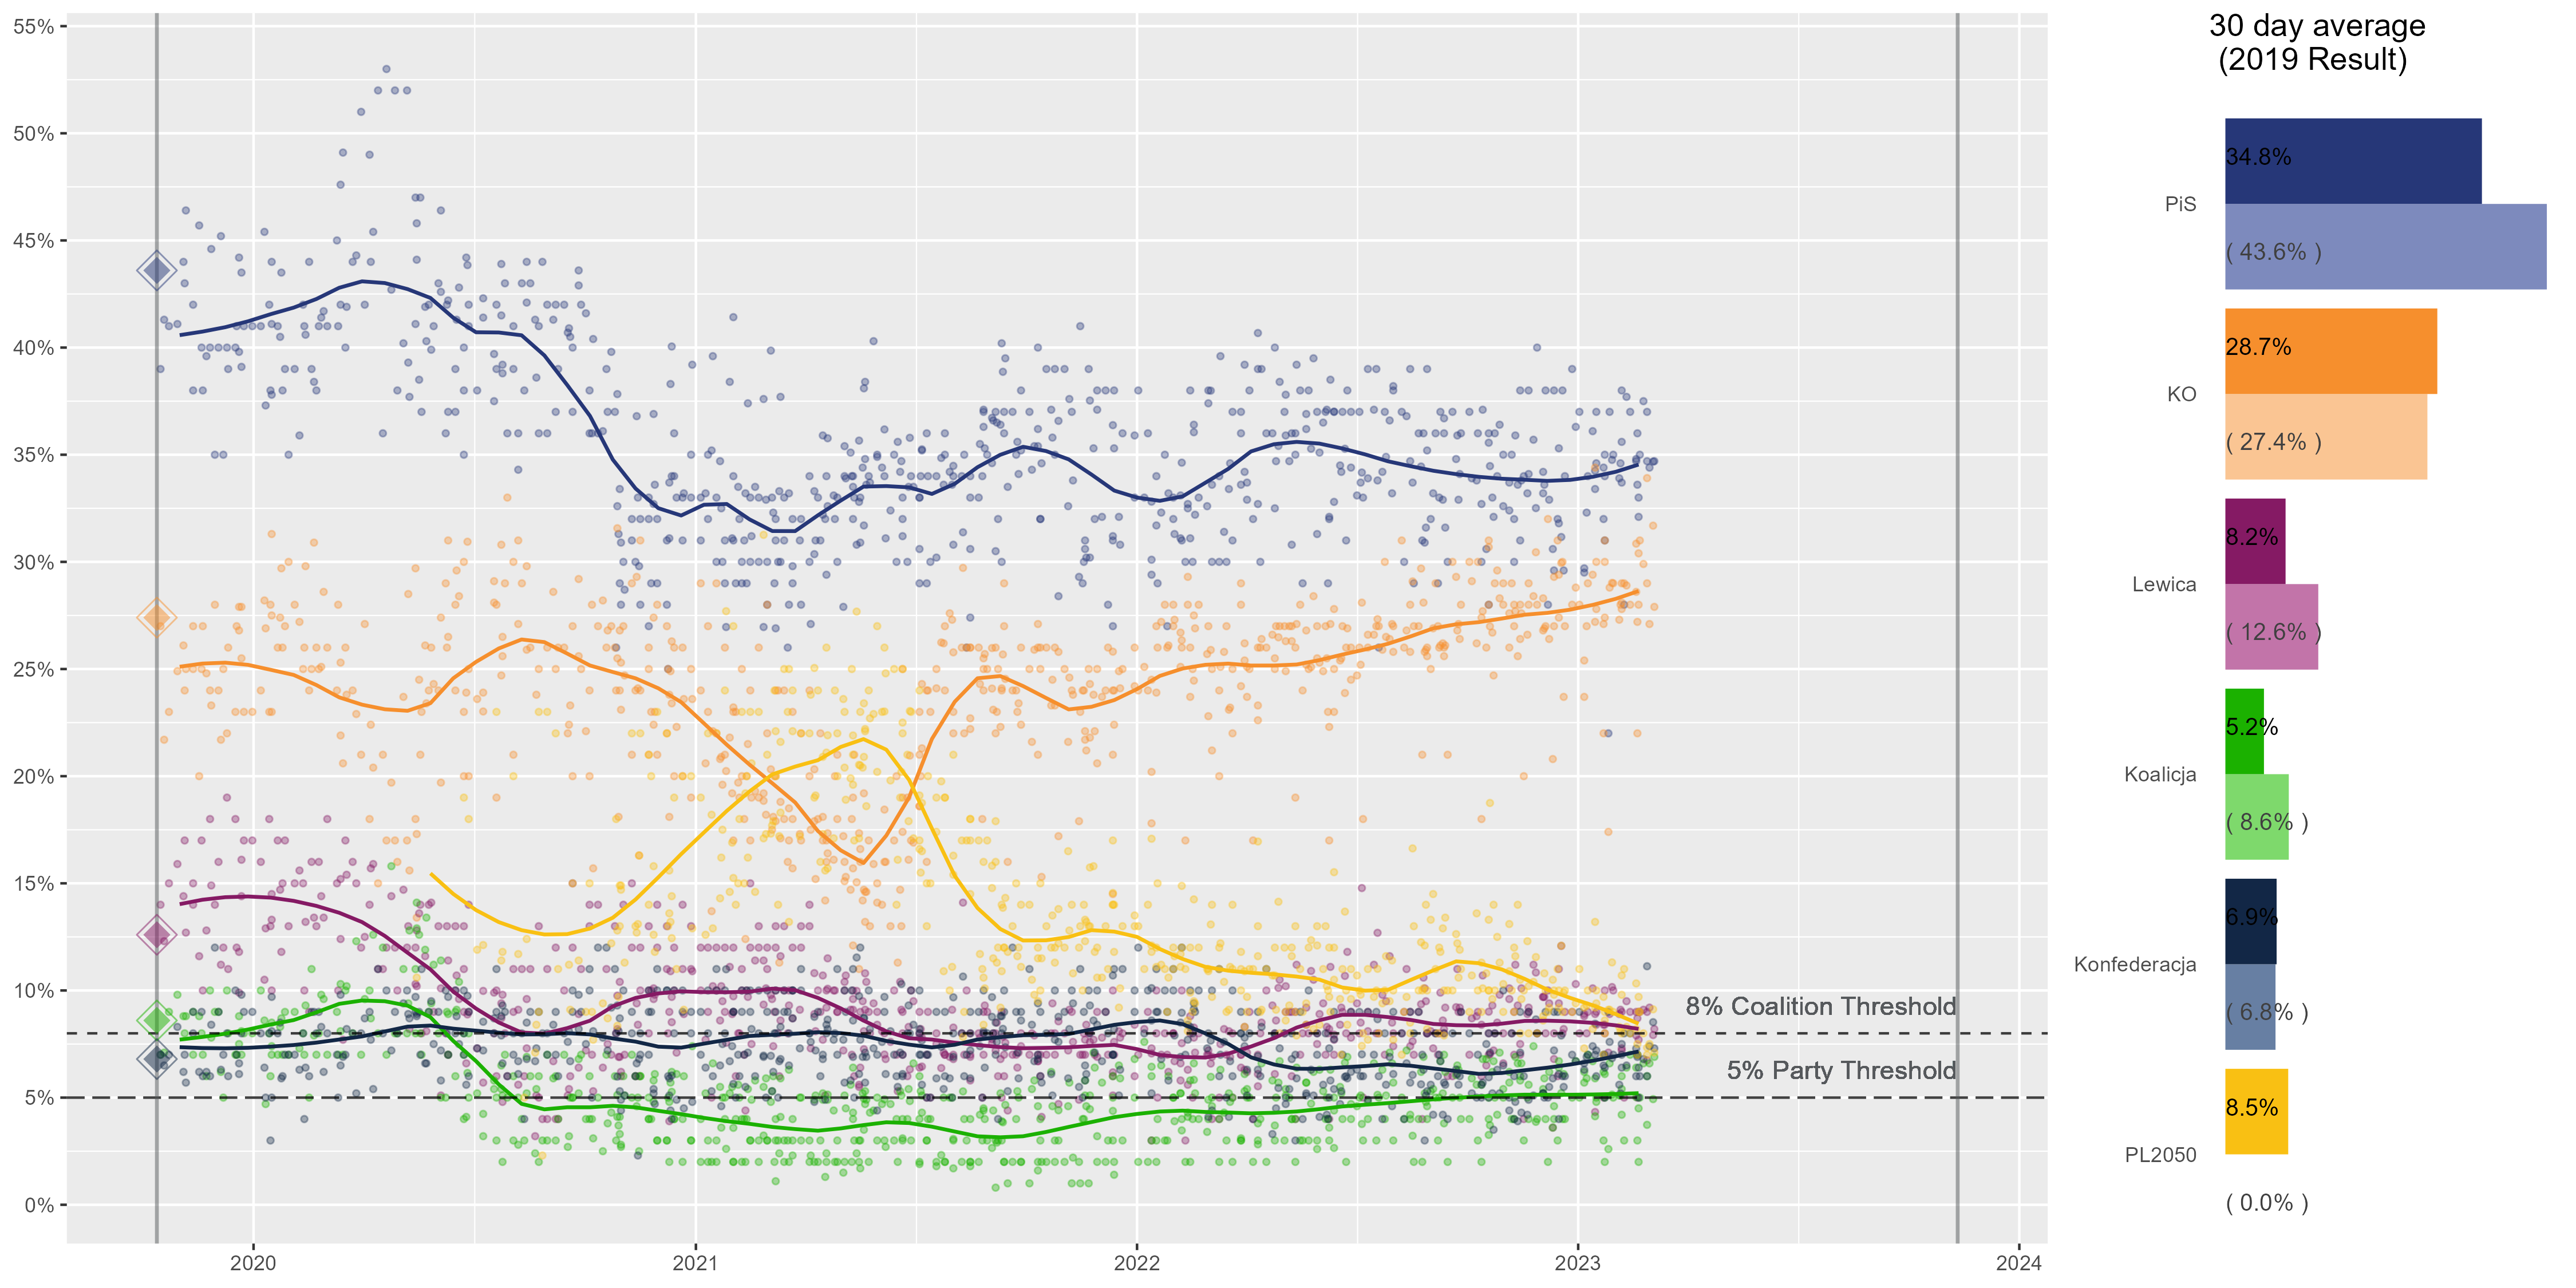 55%
50%
45%
40%
35%
30%
25%
20%
15%
10%
5%
0%
2020
2021
2022
2023
2024
8% Coalition Threshold
5% Party Threshold
30 day average
(2019 Result)
PiS
34.8%
( 43.6% )
KO
28.7%
( 27.4% )
Lewica
8.2%
( 12.6% )
Koalicja
5.2%
( 8.6% )
Konfederacja
6.9%
( 6.8% )
PL2050
8.5%
( 0.0% )